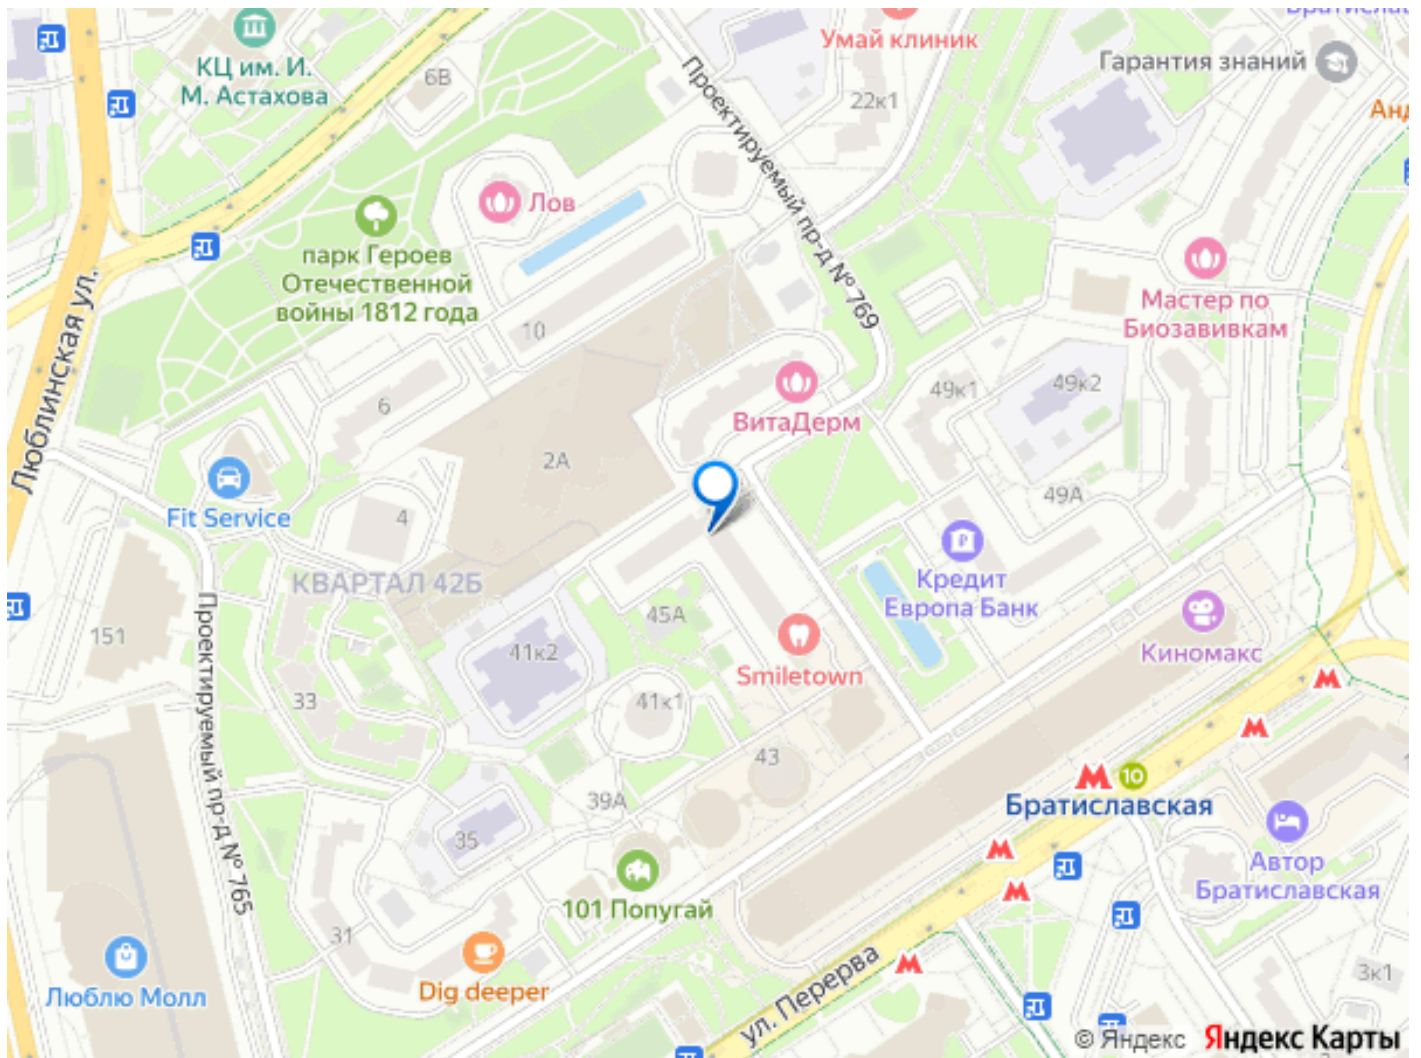 Умай клиник
Гарантия знаний
КЦ им. И.
М. Астахова
6В
22к1
Проектируемый пр-д № 769
Лов
парк Героев
Отечественной
войны 1812 года
Мастер по
Биозавивкам
Люблинская ул.
10
6
49к1
49к2
ВитаДерм
2А
49А
Fit Service
4
КВАРТАЛ 42Б
Кредит
Европа Банк
45А
151
41к2
Smiletown
Киномакс
Проектируемый пр-д № 765
33
41к1
43
10
Братиславская
39А
35
Автор
Братиславская
101 Попугай
31
Dig deeper
ул. Перерва
Люблю Молл
3к1
© Яндекс Яндекс Карты